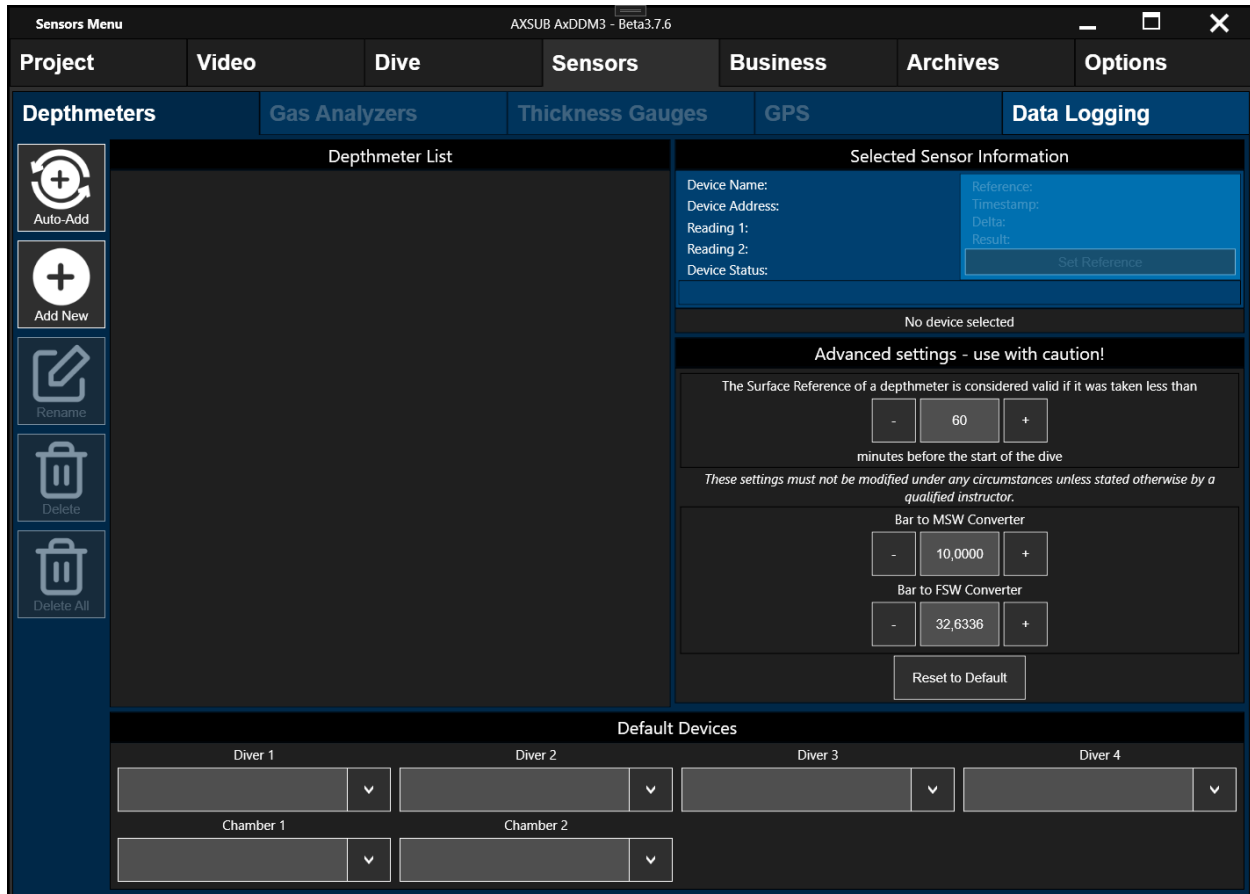 Sensors Menu
AXSUB AxDDM3 - Beta3.7.6
Project
Video
Dive
Sensors
Business
Archives
Options
Depthmeters
Gas Analyzers
Thickness Gauges
GPS
Data Logging
Auto-Add
Add New
Rename
Delete
Delete All
Depthmeter List
Selected Sensor Information
Device Name:
Device Address:
Reading 1:
Reading 2:
Device Status:
Reference:
Timestamp:
Delta:
Result:
Set Reference
No device selected
Advanced settings - use with caution!
The Surface Reference of a depthmeter is considered valid if it was taken less than
- 60 +
minutes before the start of the dive
These settings must not be modified under any circumstances unless stated otherwise by a
qualified instructor.
Bar to MSW Converter
- 10,0000 +
Bar to FSW Converter
- 32,6336 +
Reset to Default
Default Devices
Diver 1
Diver 2
Diver 3
Diver 4
Chamber 1
Chamber 2